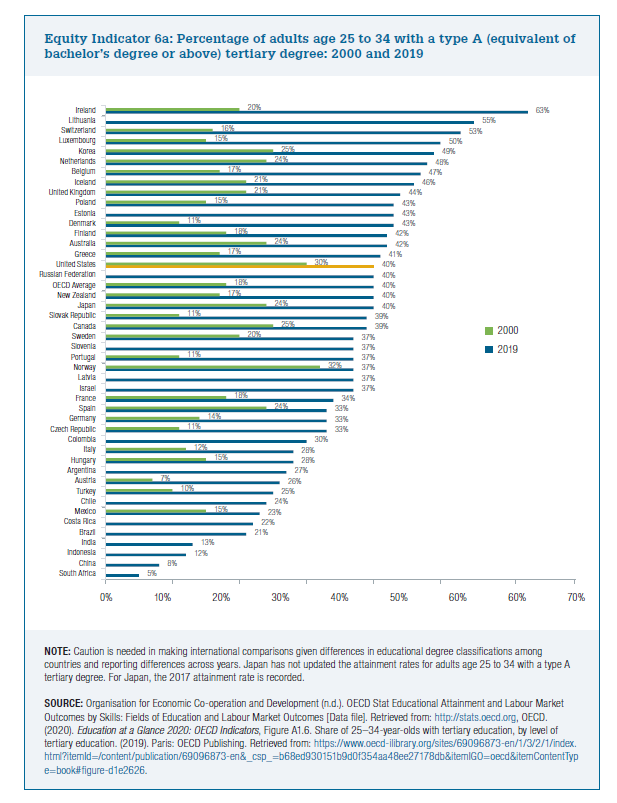 Equity Indicator 6a: Percentage of adults age 25 to 34 with a type A (equivalent of
bachelor's degree or above) tertiary degree: 2000 and 2019
Ireland 20% 63%
Lithuania 55%
Switzerland 16% 53%
Luxembourg 15% 50%
Korea 25% 49%
Netherlands 24% 48%
Belgium 17% 47%
Iceland 21% 46%
United Kingdom 21% 44%
Poland 15% 43%
Estonia 43%
Denmark 11% 43%
Finland 18% 42%
Australia 24% 42%
Greece 17% 41%
United States 30% 40%
Russian Federation 40%
OECD Average 18% 40%
New Zealand 17% 40%
Japan 24% 40%
Slovak Republic 11% 39%
Canada 25% 39%
Sweden 20% 37%
Slovenia 37%
Portugal 11% 37%
Norway 32% 37%
Latvia 37%
Israel 37%
France 18% 34%
Spain 24% 33%
Germany 14% 33%
Czech Republic 11% 33%
Colombia 30%
Italy 12% 28%
Hungary 15% 28%
Argentina 27%
Austria 7% 26%
Turkey 10% 25%
Chile 24%
Mexico 15% 23%
Costa Rica 22%
Brazil 21%
India 13%
Indonesia 12%
China 8%
South Africa 5%
2000
2019
0% 10% 20% 30% 40% 50% 60% 60% 70%
NOTE: Caution is needed in making international comparisons given differences in educational degree classifications among
countries and reporting differences across years. Japan has not updated the attainment rates for adults age 25 to 34 with a type A
tertiary degree. For Japan, the 2017 attainment rate is recorded.
SOURCE: Organisation for Economic Co-operation and Development (n.d.). OECD Stat Educational Attainment and Labour Market
Outcomes by Skills: Fields of Education and Labour Market Outcomes [Data file]. Retrieved from: http://stats.oecd.org, OECD.
(2020). Education at a Glance 2020: OECD Indicators, Figure A1.6. Share of 25–34-year-olds with tertiary education, by level of
tertiary education. (2019). Paris: OECD Publishing. Retrieved from: https://www.oecd-ilibrary.org/sites/69096873-en/1/3/2/1/index.
html?itemId=/content/publication/69096873-en&_csp_=b68ed930151b9d0f354aa48ee27178db&itemIGO=oecd&itemContentTyp
e=book#figure-d1e2626.